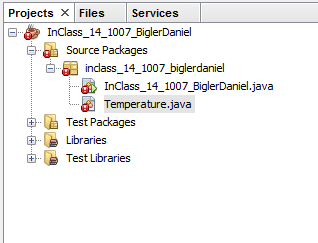 Projects Files Services
InClass_14_1007_BiglerDaniel
Source Packages
inclass_14_1007_biglerdaniel
InClass_14_1007_BiglerDaniel.java
Temperature.java
Test Packages
Libraries
Test Libraries